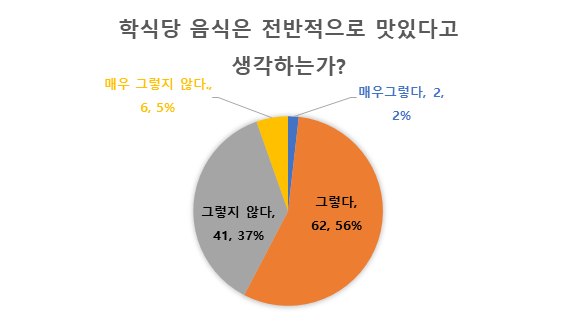 학식당 음식은 전반적으로 맛있다고
생각하는가?
매우 그렇지 않다.,
6, 5%
매우그렇다, 2,
2%
그렇다,
62, 56%
그렇지 않다,
41, 37%